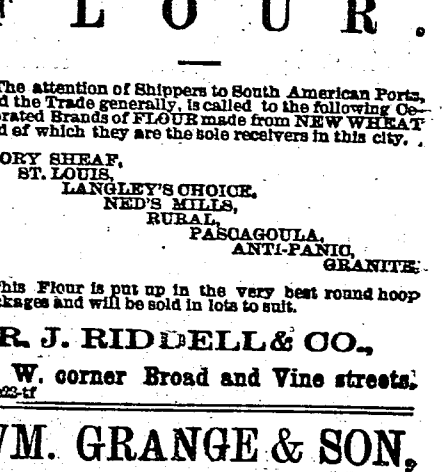 FLOUR.
The attention of Shippers to South American Ports,
d the Trade generally, is called to the following Ce-
rated Brands of FLOUR made from NEW WHEAT
d of which they are the sole receivers in this city.
ORY SHEAF,
ST. LOUIS,
LANGLEY'S CHOICE,
NED'S MILLS,
RURAL,
PASCAGOULA,
ANTI-PANIC,
GRANITE.
This Flour is put up in the very best round hoop
ckages and will be sold in lots to suit.
R. J. RIDDELL & CO.,
W. corner Broad and Vine streets.
23-tf
WM. GRANGE & SON,